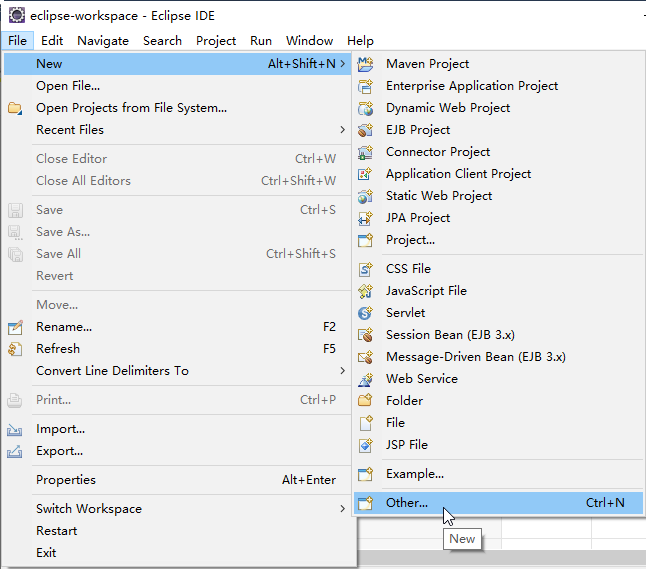 eclipse-workspace - Eclipse IDE
File Edit Navigate Search Project Run Window Help
New Alt+Shift+N
Open File...
Open Projects from File System...
Recent Files
Close Editor Ctrl+W
Close All Editors Ctrl+Shift+W
Save Ctrl+S
Save As...
Save All Ctrl+Shift+S
Revert
Move...
Rename... F2
Refresh F5
Convert Line Delimiters To
Print... Ctrl+P
Import...
Export...
Properties Alt+Enter
Switch Workspace
Restart
Exit
Maven Project
Enterprise Application Project
Dynamic Web Project
EJB Project
Connector Project
Application Client Project
Static Web Project
JPA Project
Project...
CSS File
JavaScript File
Servlet
Session Bean (EJB 3.x)
Message-Driven Bean (EJB 3.x)
Web Service
Folder
File
JSP File
Example...
Other... Ctrl+N
New